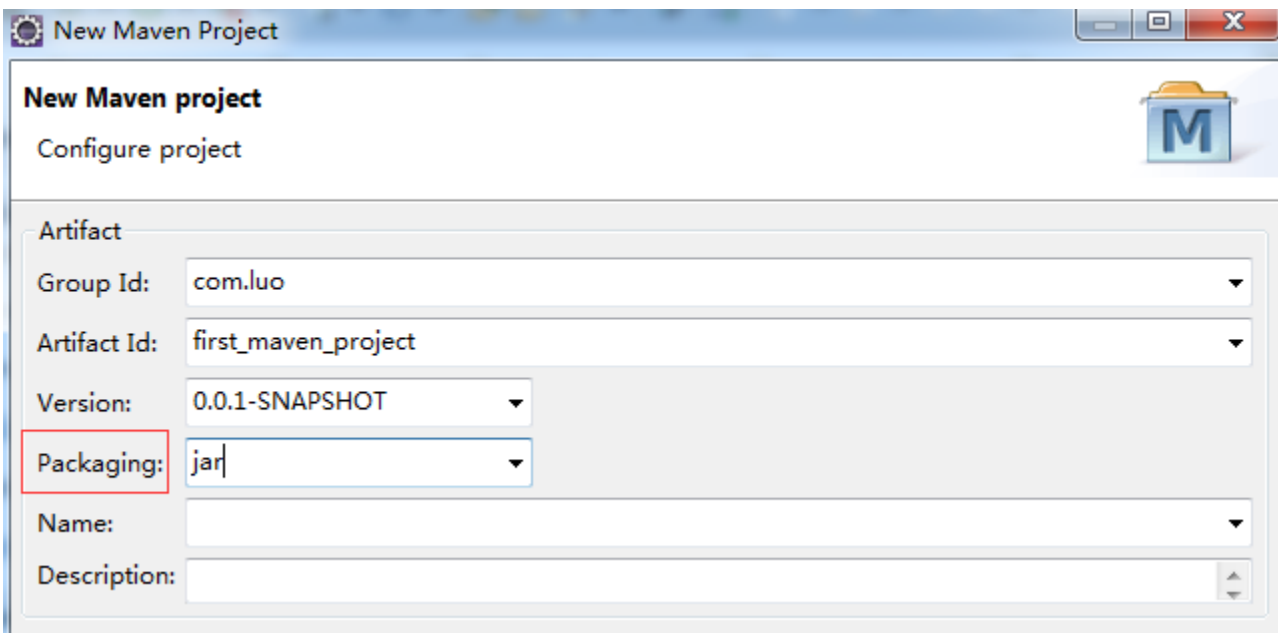 New Maven Project
New Maven project
Configure project
M
Artifact
Group Id: com.luo
Artifact Id: first_maven_project
Version: 0.0.1-SNAPSHOT
Packaging: jar
Name:
Description: